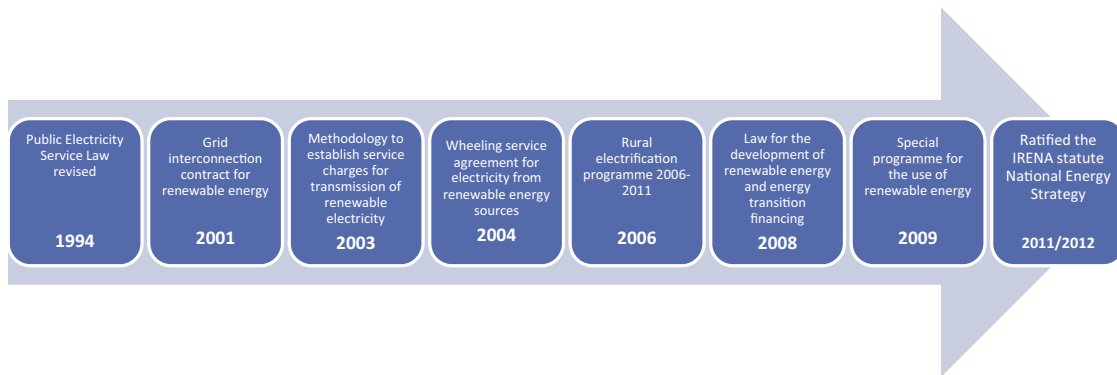 Public Electricity
Service Law
revised
1994
Grid
interconnection
contract for
renewable energy
2001
Methodology to
establish service
charges for
transmission of
renewable
electricity
2003
Wheeling service
agreement for
electricity from
renewable energy
sources
2004
Rural
electrification
programme 2006-
2011
2006
Law for the
development of
renewable energy
and energy
transition
financing
2008
Special
programme for
the use of
renewable energy
2009
Ratified the
IRENA statute
National Energy
Strategy
2011/2012